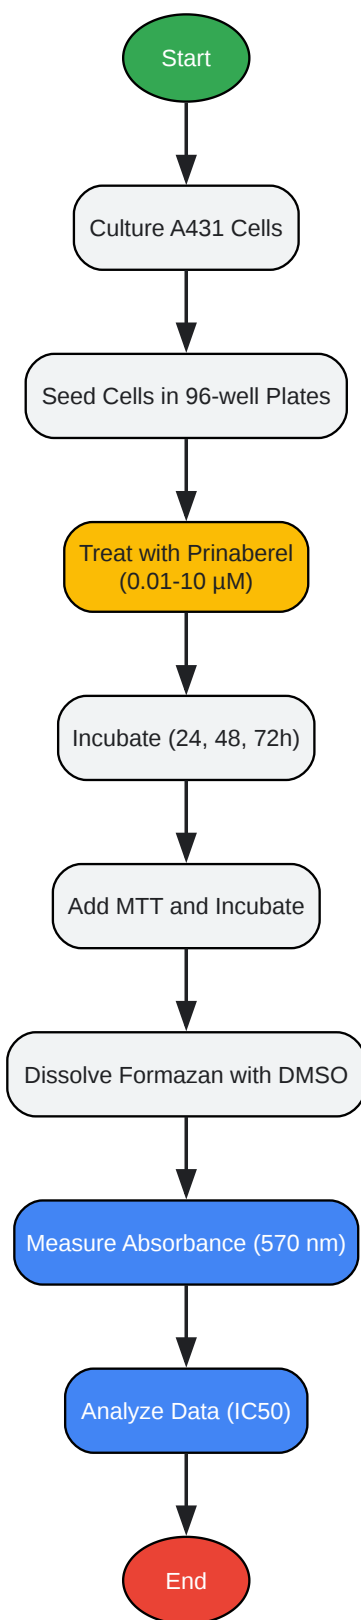 Start
Culture A431 Cells
Seed Cells in 96-well Plates
Treat with Prinaberel
(0.01-10 µM)
Incubate (24, 48, 72h)
Add MTT and Incubate
Dissolve Formazan with DMSO
Measure Absorbance (570 nm)
Analyze Data (IC50)
End